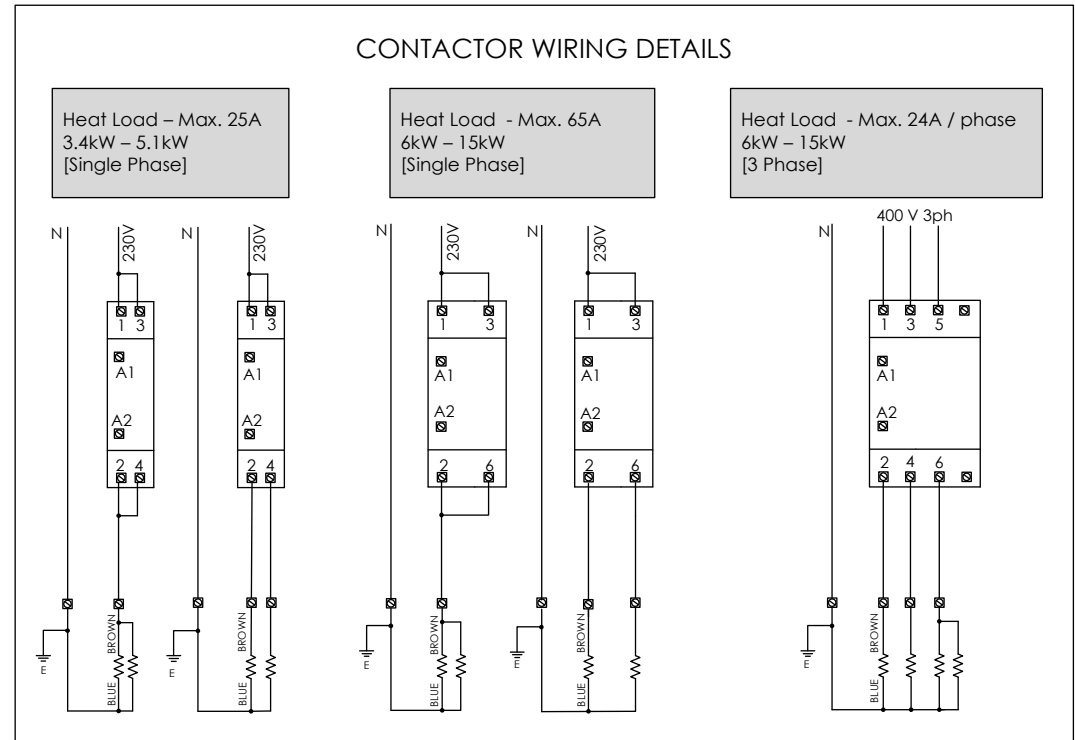 CONTACTOR WIRING DETAILS
Heat Load – Max. 25A
3.4kW – 5.1kW
[Single Phase]
Heat Load - Max. 65A
6kW – 15kW
[Single Phase]
Heat Load - Max. 24A / phase
6kW – 15kW
[3 Phase]
N
230V
1 3
A1
A2
2 4
BROWN
BLUE
E
N
230V
1 3
A1
A2
2 4
BROWN
BLUE
E
N
230V
1 3
A1
A2
2 6
BROWN
BLUE
E
N
230V
1 3
A1
A2
2 6
BROWN
BLUE
E
400 V 3ph
N
1 3 5
A1
A2
2 4 6
BROWN
BLUE
E